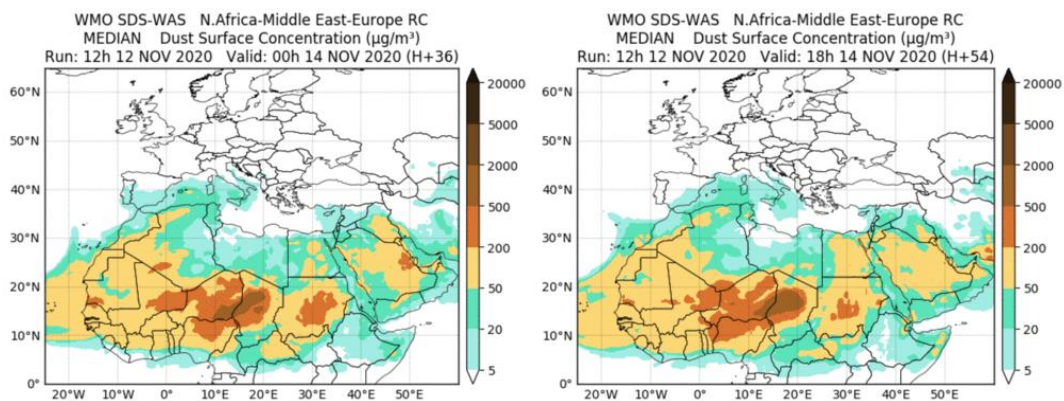 WMO SDS-WAS N.Africa-Middle East-Europe RC
MEDIAN Dust Surface Concentration (µg/m³)
Run: 12h 12 NOV 2020 Valid: 00h 14 NOV 2020 (H+36)
60°N
50°N
40°N
30°N
20°N
10°N
0°
20°W
10°W
0°
10°E
20°E
30°E
40°E
50°E
20000
5000
2000
500
200
50
20
5
WMO SDS-WAS N.Africa-Middle East-Europe RC
MEDIAN Dust Surface Concentration (µg/m³)
Run: 12h 12 NOV 2020 Valid: 18h 14 NOV 2020 (H+54)
60°N
50°N
40°N
30°N
20°N
10°N
0°
20°W
10°W
0°
10°E
20°E
30°E
40°E
50°E
20000
5000
2000
500
200
50
20
5